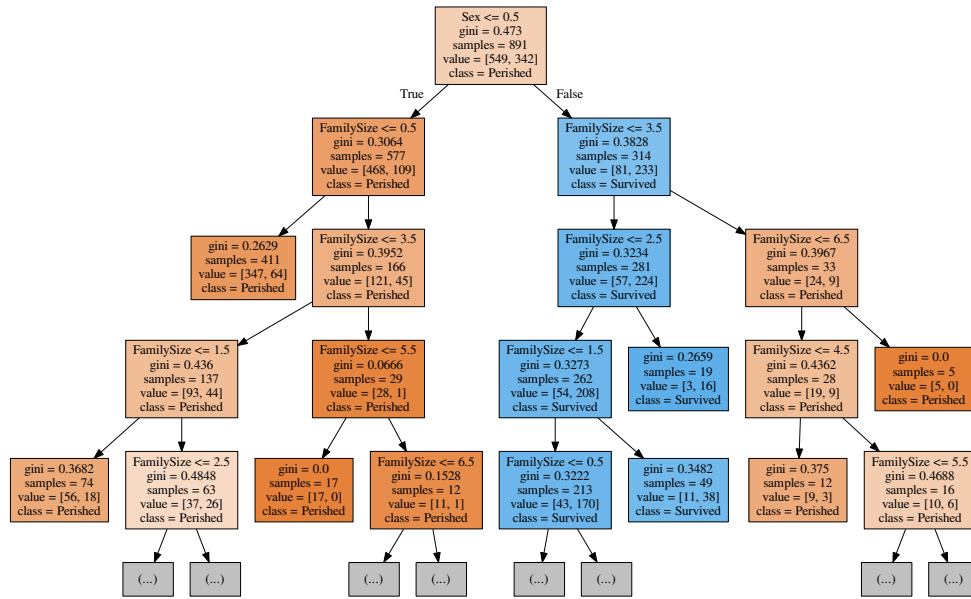 Sex <= 0.5
gini = 0.473
samples = 891
value = [549, 342]
class = Perished
True
False
FamilySize <= 0.5
gini = 0.3064
samples = 577
value = [468, 109]
class = Perished
FamilySize <= 3.5
gini = 0.3828
samples = 314
value = [81, 233]
class = Survived
gini = 0.2629
samples = 411
value = [347, 64]
class = Perished
FamilySize <= 3.5
gini = 0.3952
samples = 166
value = [121, 45]
class = Perished
FamilySize <= 2.5
gini = 0.3234
samples = 281
value = [57, 224]
class = Survived
FamilySize <= 6.5
gini = 0.3967
samples = 33
value = [24, 9]
class = Perished
FamilySize <= 1.5
gini = 0.436
samples = 137
value = [93, 44]
class = Perished
FamilySize <= 5.5
gini = 0.0666
samples = 29
value = [28, 1]
class = Perished
FamilySize <= 1.5
gini = 0.3273
samples = 262
value = [54, 208]
class = Survived
gini = 0.2659
samples = 19
value = [3, 16]
class = Survived
FamilySize <= 4.5
gini = 0.4362
samples = 28
value = [19, 9]
class = Perished
gini = 0.0
samples = 5
value = [5, 0]
class = Perished
gini = 0.3682
samples = 74
value = [56, 18]
class = Perished
FamilySize <= 2.5
gini = 0.4848
samples = 63
value = [37, 26]
class = Perished
gini = 0.0
samples = 17
value = [17, 0]
class = Perished
FamilySize <= 6.5
gini = 0.1528
samples = 12
value = [11, 1]
class = Perished
FamilySize <= 0.5
gini = 0.3222
samples = 213
value = [43, 170]
class = Survived
gini = 0.3482
samples = 49
value = [11, 38]
class = Survived
gini = 0.375
samples = 12
value = [9, 3]
class = Perished
FamilySize <= 5.5
gini = 0.4688
samples = 16
value = [10, 6]
class = Perished
(...)
(...)
(...)
(...)
(...)
(...)
(...)
(...)